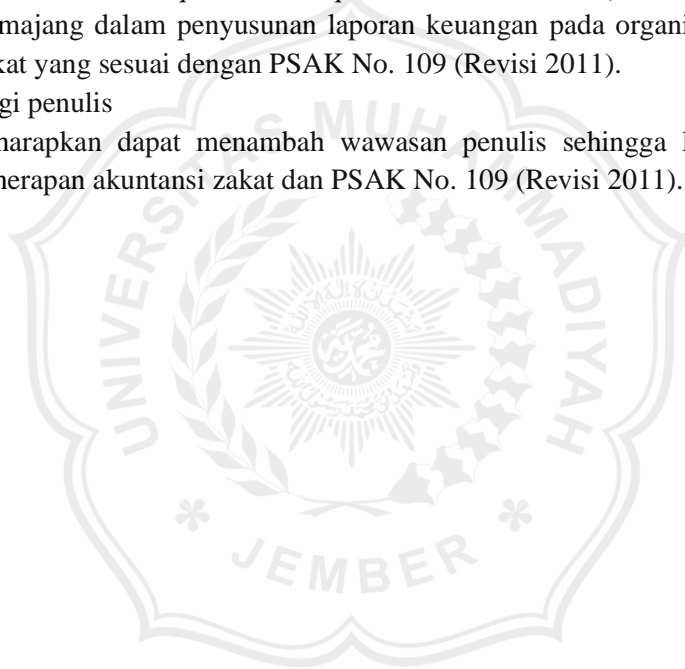 majang dalam penyusunan laporan keuangan pada organi
kat yang sesuai dengan PSAK No. 109 (Revisi 2011).
gi penulis
harapkan dapat menambah wawasan penulis sehingga
nerapan akuntansi zakat dan PSAK No. 109 (Revisi 2011).
UNIVERSITAS MUHAMMADIYAH
JEMBER